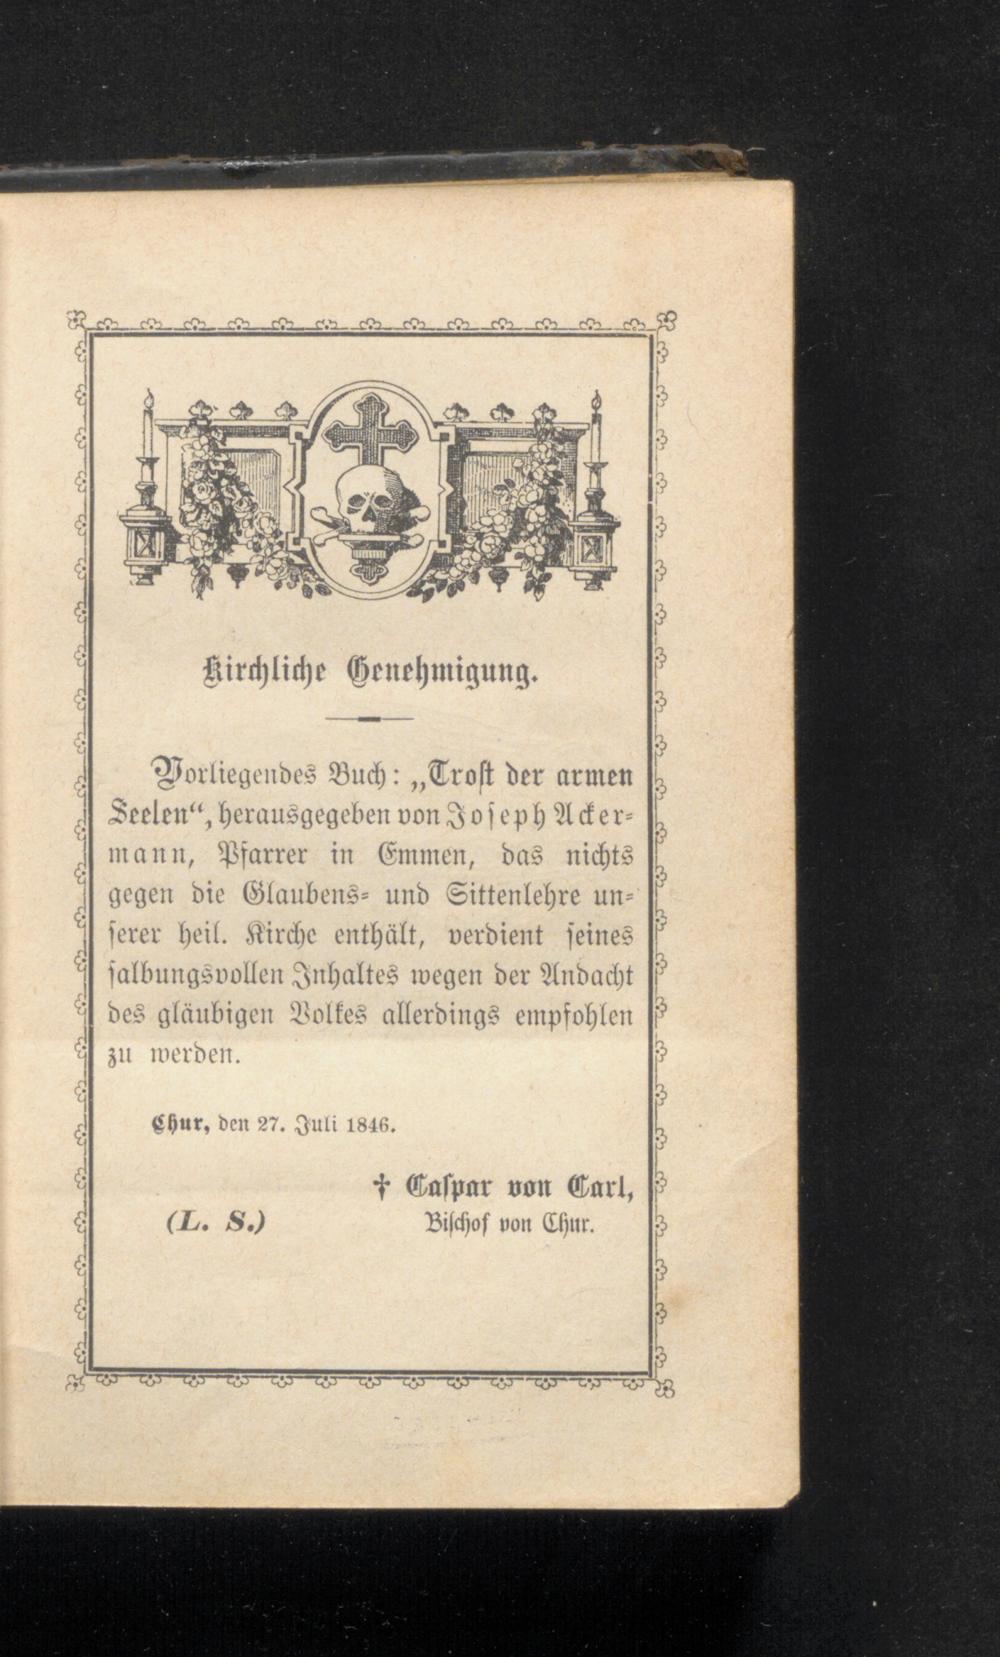 Kirchliche Genehmigung.
Vorliegendes Buch: „Trost der armen
Seelen“, herausgegeben von Joseph Acker-
mann, Pfarrer in Emmen, das nichts
gegen die Glaubens- und Sittenlehre un-
serer heil. Kirche enthält, verdient seines
salbungsvollen Inhaltes wegen der Andacht
des gläubigen Volkes allerdings empfohlen
zu werden.
Chur, den 27. Juli 1846.
† Caspar von Carl,
(L. S.) Bischof von Chur.